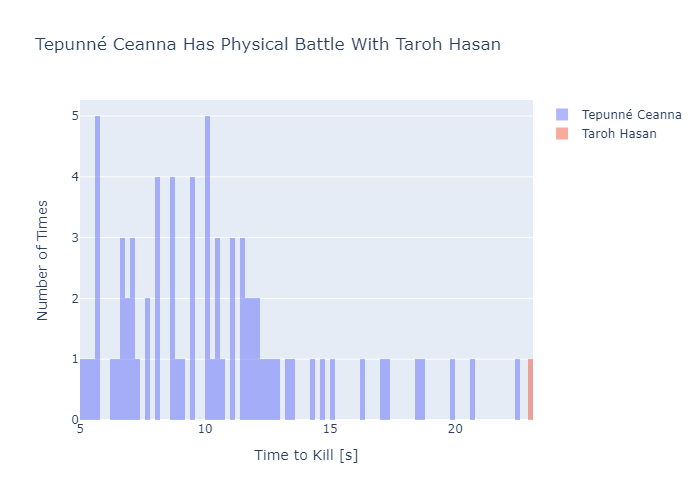 Tepunné Ceanna Has Physical Battle With Taroh Hasan
Tepunné Ceanna
Taroh Hasan
Number of Times
5
4
3
2
1
0
5
10
15
20
Time to Kill [s]